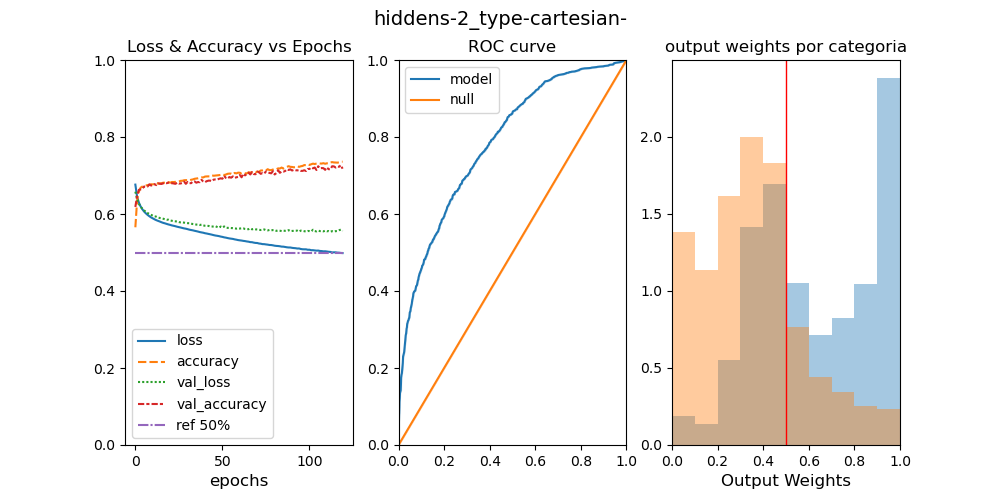 hiddens-2_type-cartesian-
Loss & Accuracy vs Epochs
1.0
0.8
0.6
0.4
0.2
0.0
loss
accuracy
val_loss
val_accuracy
ref 50%
0
50
100
epochs
ROC curve
1.0
0.8
0.6
0.4
0.2
0.0
model
null
0.0
0.2
0.4
0.6
0.8
1.0
output weights por categoria
2.0
1.5
1.0
0.5
0.0
0.0
0.2
0.4
0.6
0.8
1.0
Output Weights